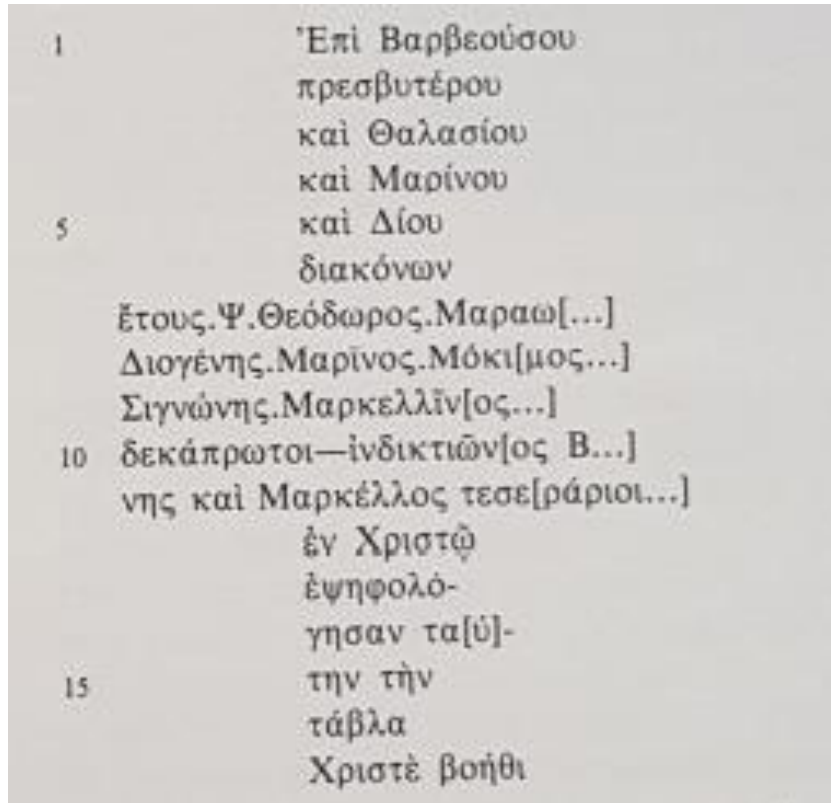 1 Ἐπὶ Βαρβεούσου
πρεσβυτέρου
καὶ Θαλασίου
καὶ Μαρίνου
5 καὶ Δίου
διακόνων
ἔτους.Ψ.Θεόδωρος.Μαραω[...]
Διογένης.Μαρῖνος.Μόκι[μος...]
Σιγνώνης.Μαρκελλῖν[ος...]
10 δεκάπρωτοι—ἰνδικτιῶν[ος Β...]
νης καὶ Μαρκέλλος τεσε[ράριοι...]
ἐν Χριστῷ
ἐψηφολό-
γησαν τα[ύ]-
15 την τὴν
τάβλα
Χριστὲ βοήθι